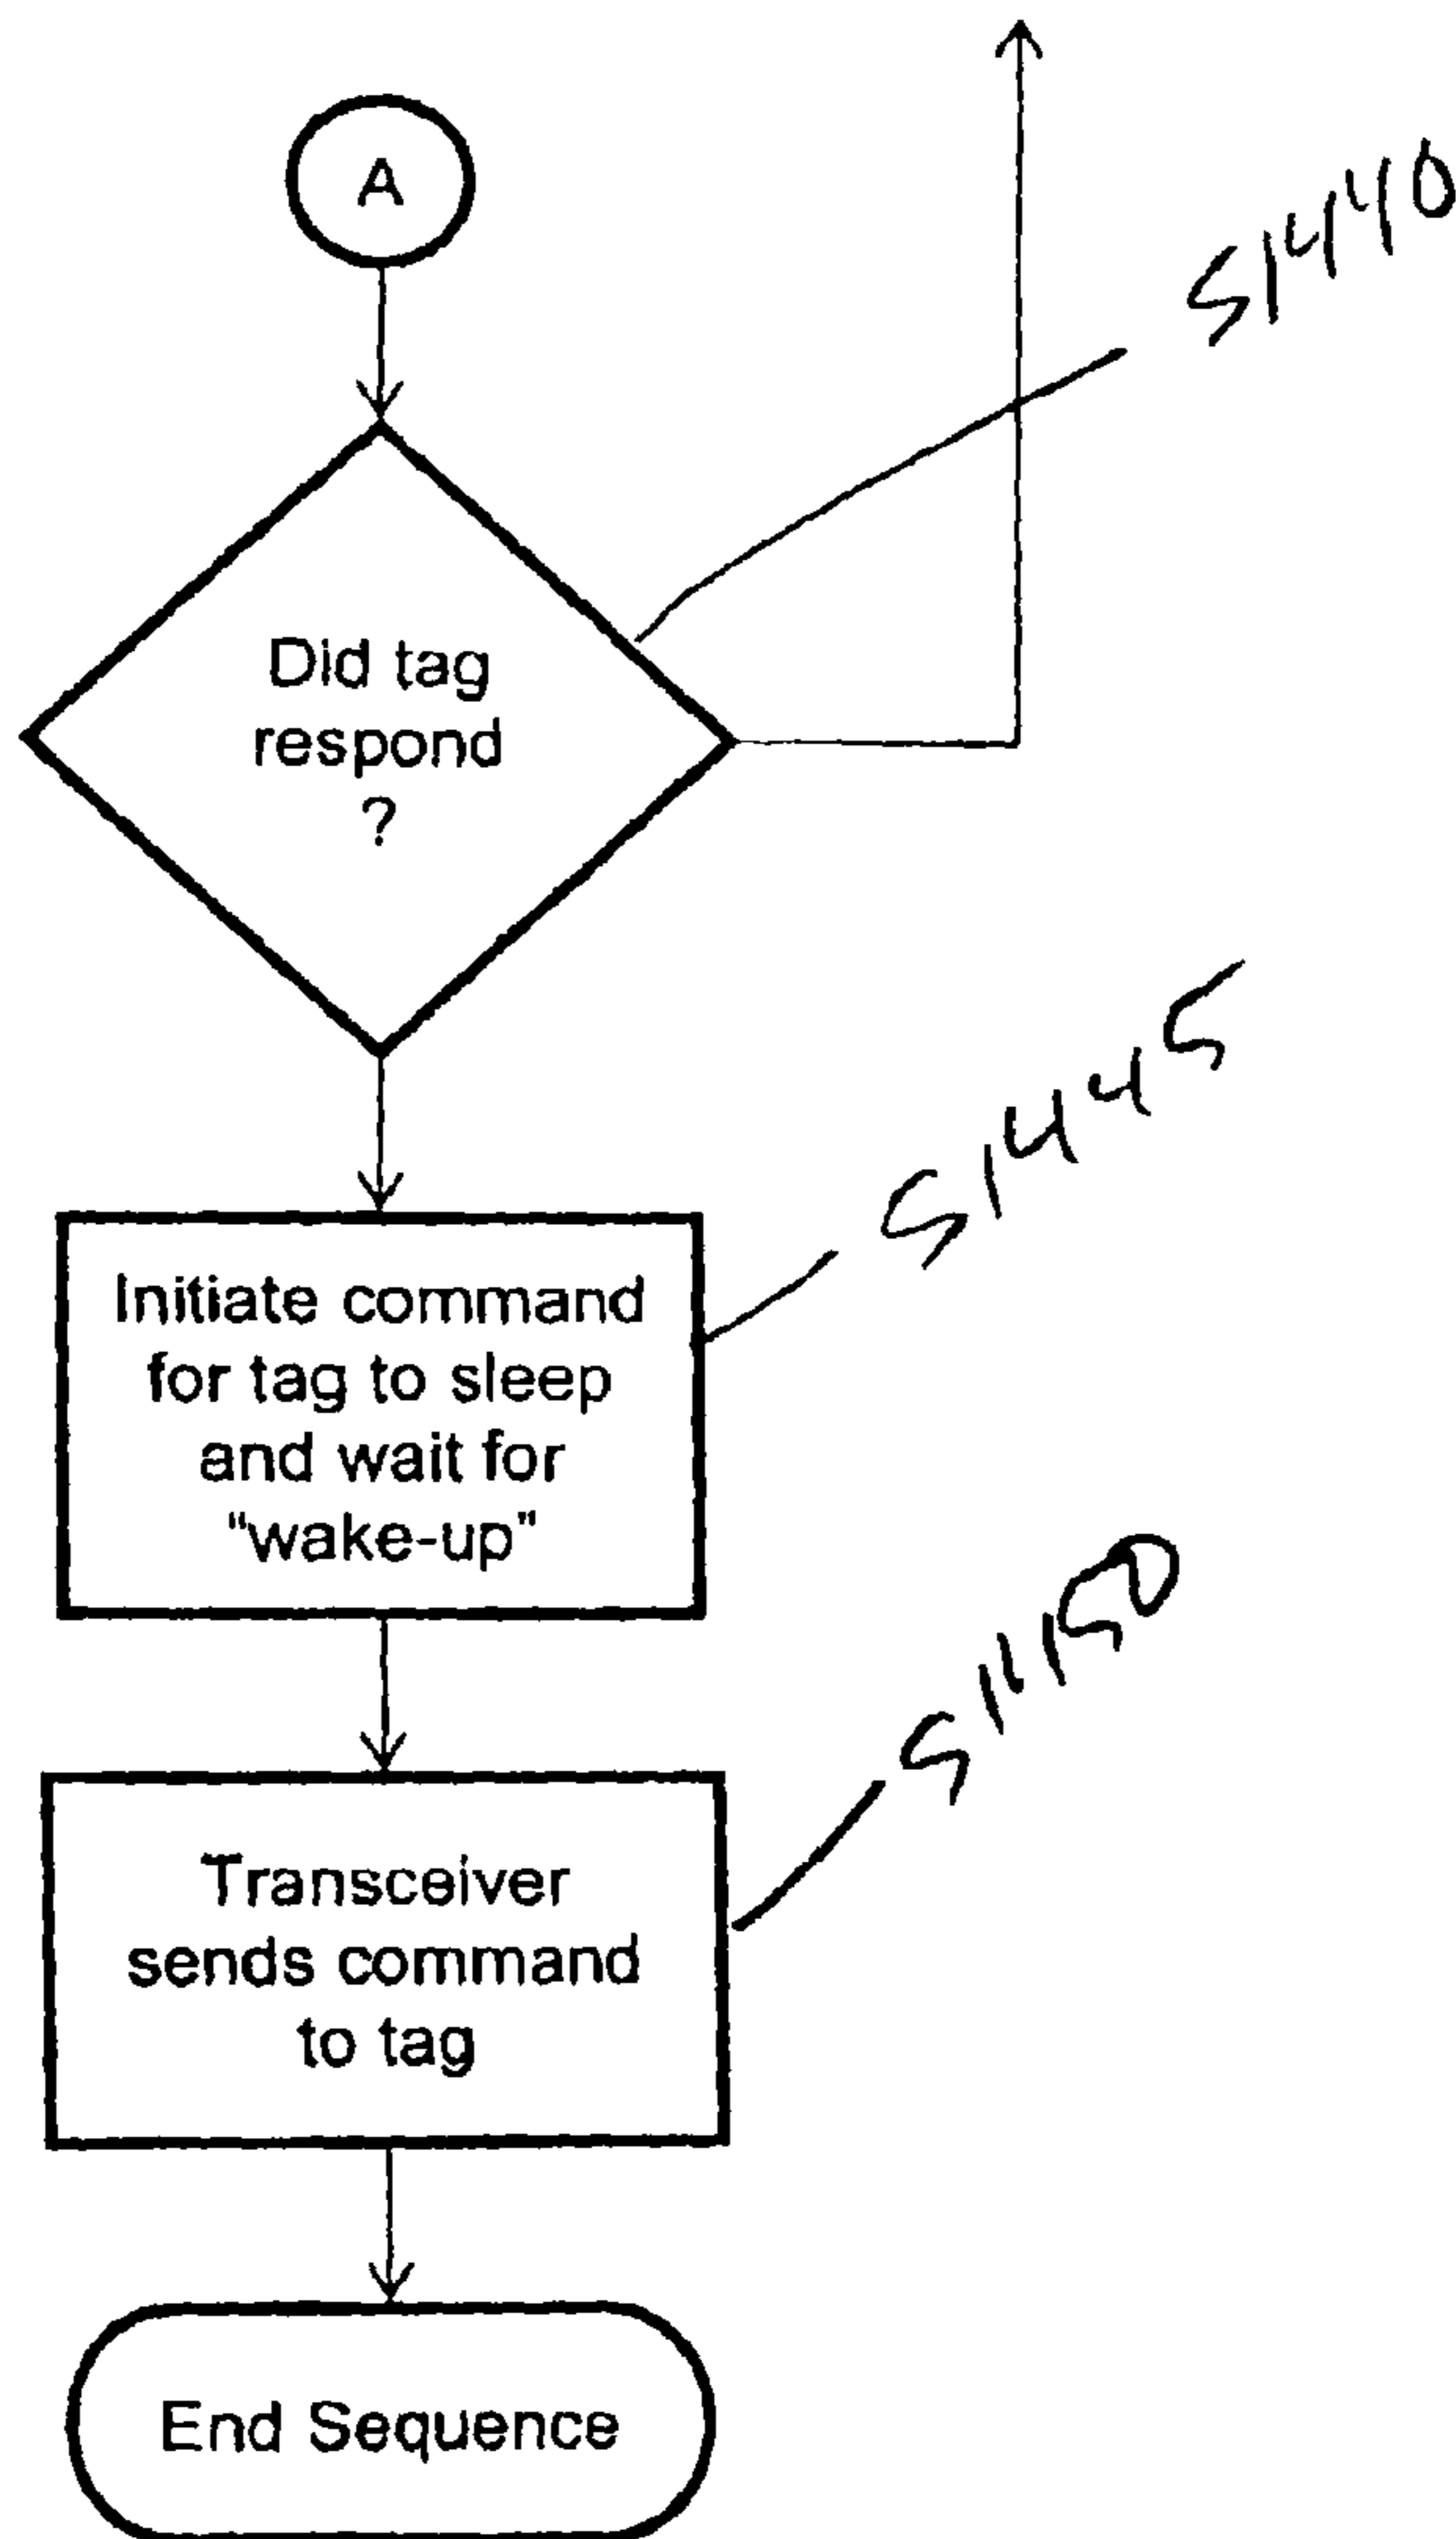 A
S1440
Did tag
respond
?
S1445
Initiate command
for tag to sleep
and wait for
“wake-up”
Transceiver
sends command
to tag
End Sequence